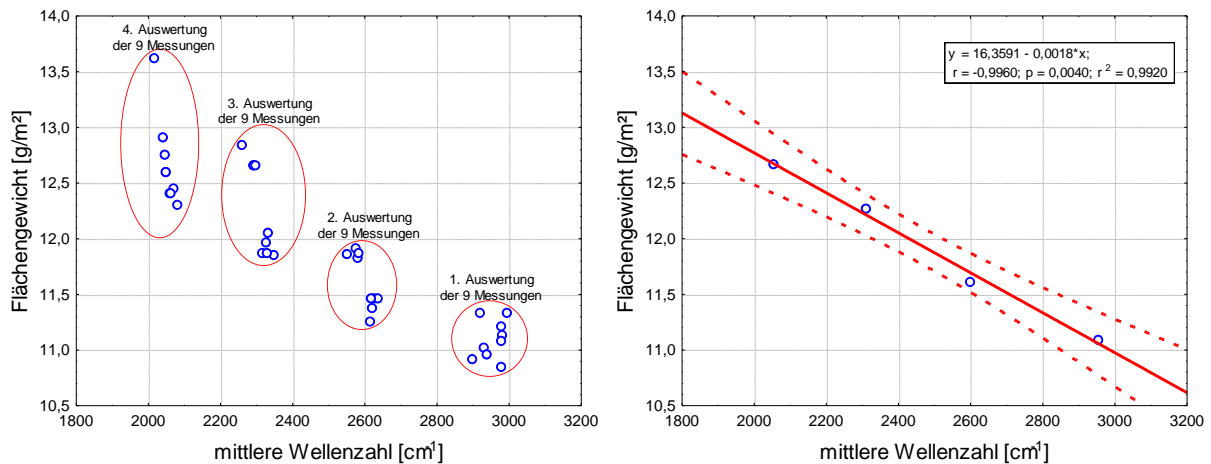 14,0
13,5
13,0
12,5
12,0
11,5
11,0
10,5
Flächengewicht [g/m²]
4. Auswertung
der 9 Messungen
3. Auswertung
der 9 Messungen
2. Auswertung
der 9 Messungen
1. Auswertung
der 9 Messungen
1800 2000 2200 2400 2600 2800 3000 3200
mittlere Wellenzahl [cm-1]
14,0
13,5
13,0
12,5
12,0
11,5
11,0
10,5
Flächengewicht [g/m²]
y = 16,3591 - 0,0018*x;
r = -0,9960; p = 0,0040; r² = 0,9920
1800 2000 2200 2400 2600 2800 3000 3200
mittlere Wellenzahl [cm-1]